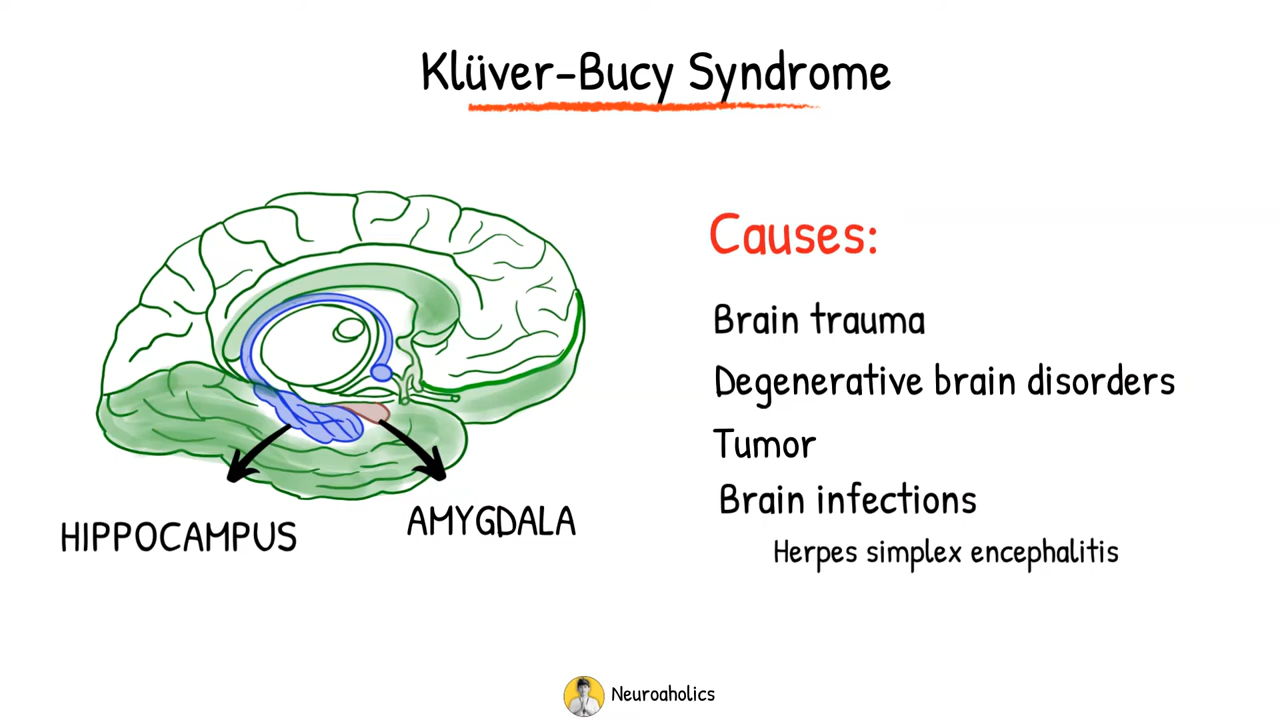 Klüver-Bucy Syndrome
Causes:
Brain trauma
Degenerative brain disorders
Tumor
Brain infections
Herpes simplex encephalitis
HIPPOCAMPUS
AMYGDALA
Neuroaholics